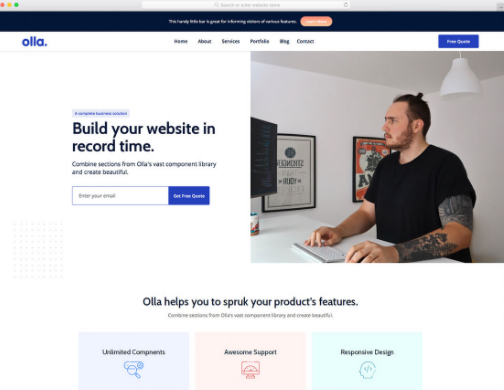 Search or enter website name
This handy little bar is great for informing visitors of various features.
olla.
Home About Services Portfolio Blog Contact
Free Quote
A complete business solution
Build your website in
record time.
Combine sections from Olla's vast component library
and create beautiful.
Enter your email
Get Free Quote
Olla helps you to spruk your product's features.
Combine sections from Olla's vast component library and create beautiful.
Unlimited Compnents
Awesome Support
Responsive Design